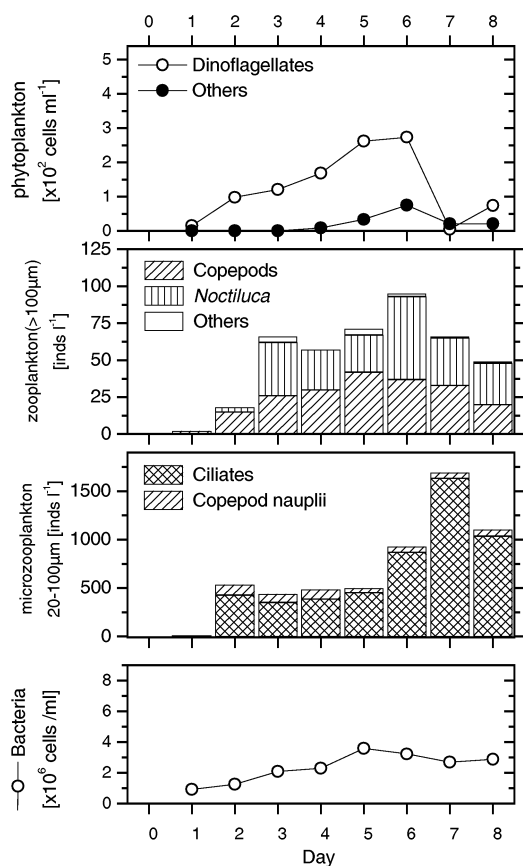 0 1 2 3 4 5 6 7 8
phytoplankton
[x10² cells ml⁻¹]
5
4
3
2
1
0
Dinoflagellates
Others
zooplankton(>100µm)
[inds l⁻¹]
125
100
75
50
25
0
Copepods
Noctiluca
Others
microzooplankton
20-100µm [inds l⁻¹]
1500
1000
500
0
Ciliates
Copepod nauplii
Bacteria
[x10⁶ cells /ml]
8
6
4
2
0
0 1 2 3 4 5 6 7 8
Day